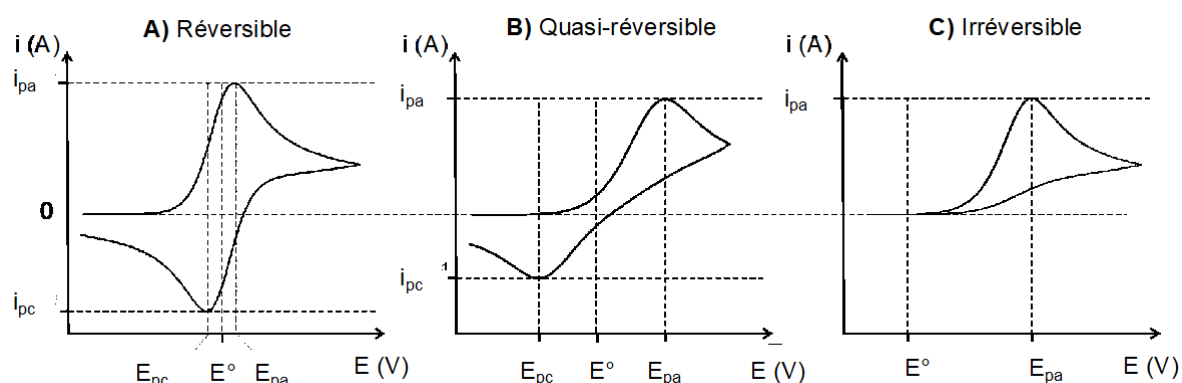 A) Réversible
B) Quasi-réversible
C) Irréversible
i (A)
i (A)
i (A)
ipa
ipa
ipa
0
ipc
ipc
Epc
E°
Epa
E (V)
Epc
E°
Epa
E (V)
E°
Epa
E (V)